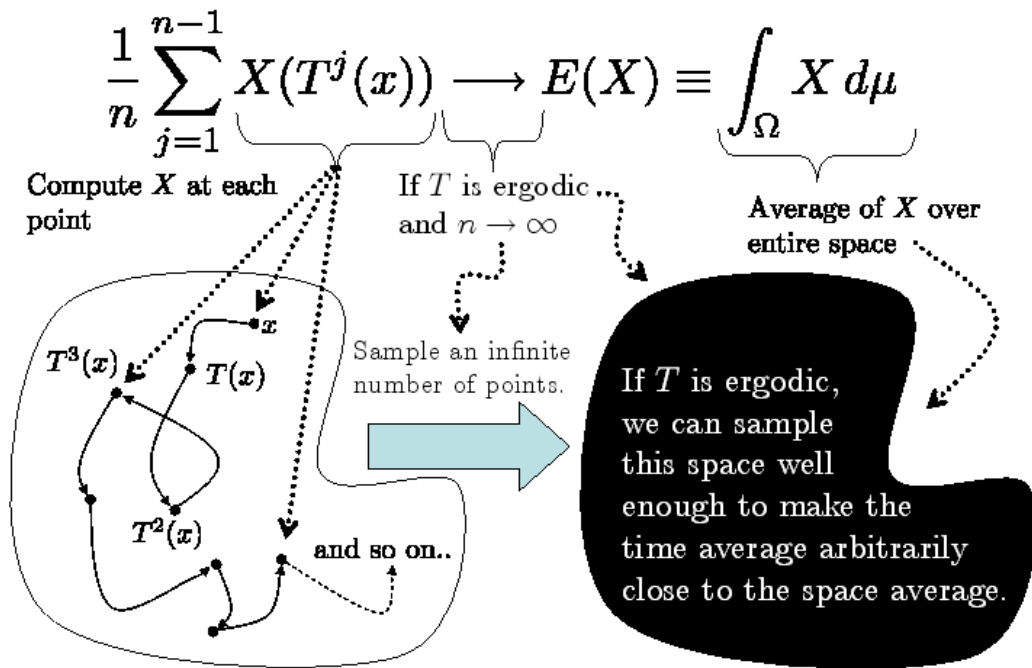 $$\frac{1}{n} \sum_{j=1}^{n-1} X(T^j(x)) \longrightarrow E(X) \equiv \int_{\Omega} X \, d\mu$$
Compute X at each
point
If T is ergodic
and n → ∞
Average of X over
entire space
x
T(x)
T³(x)
T²(x)
and so on..
Sample an infinite
number of points.
If T is ergodic,
we can sample
this space well
enough to make the
time average arbitrarily
close to the space average.